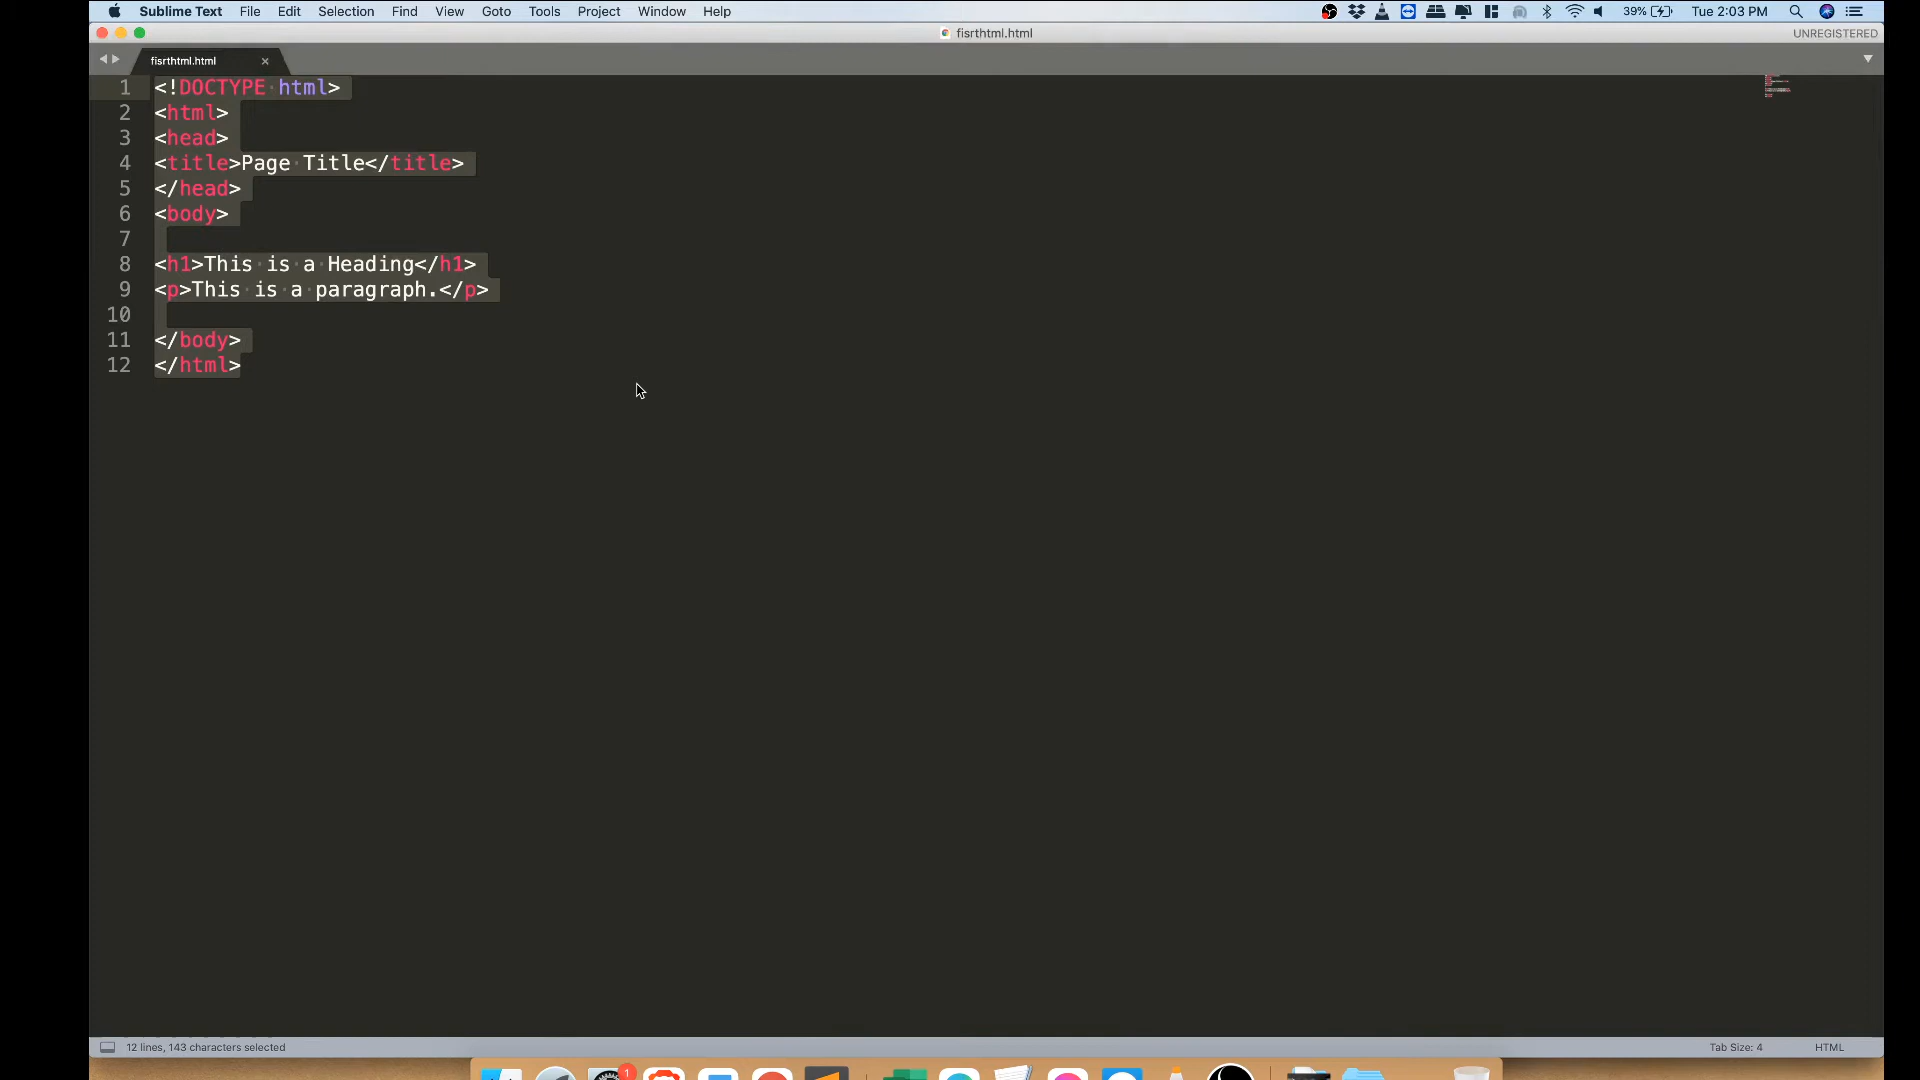 Sublime Text File Edit Selection Find View Goto Tools Project Window Help 39% Tue 2:03 PM
fisrthtml.html UNREGISTERED
fisrthtml.html ×
1 <!DOCTYPE html>
2 <html>
3 <head>
4 <title>Page Title</title>
5 </head>
6 <body>
7
8 <h1>This is a Heading</h1>
9 <p>This is a paragraph.</p>
10
11 </body>
12 </html>
12 lines, 143 characters selected Tab Size: 4 HTML
1